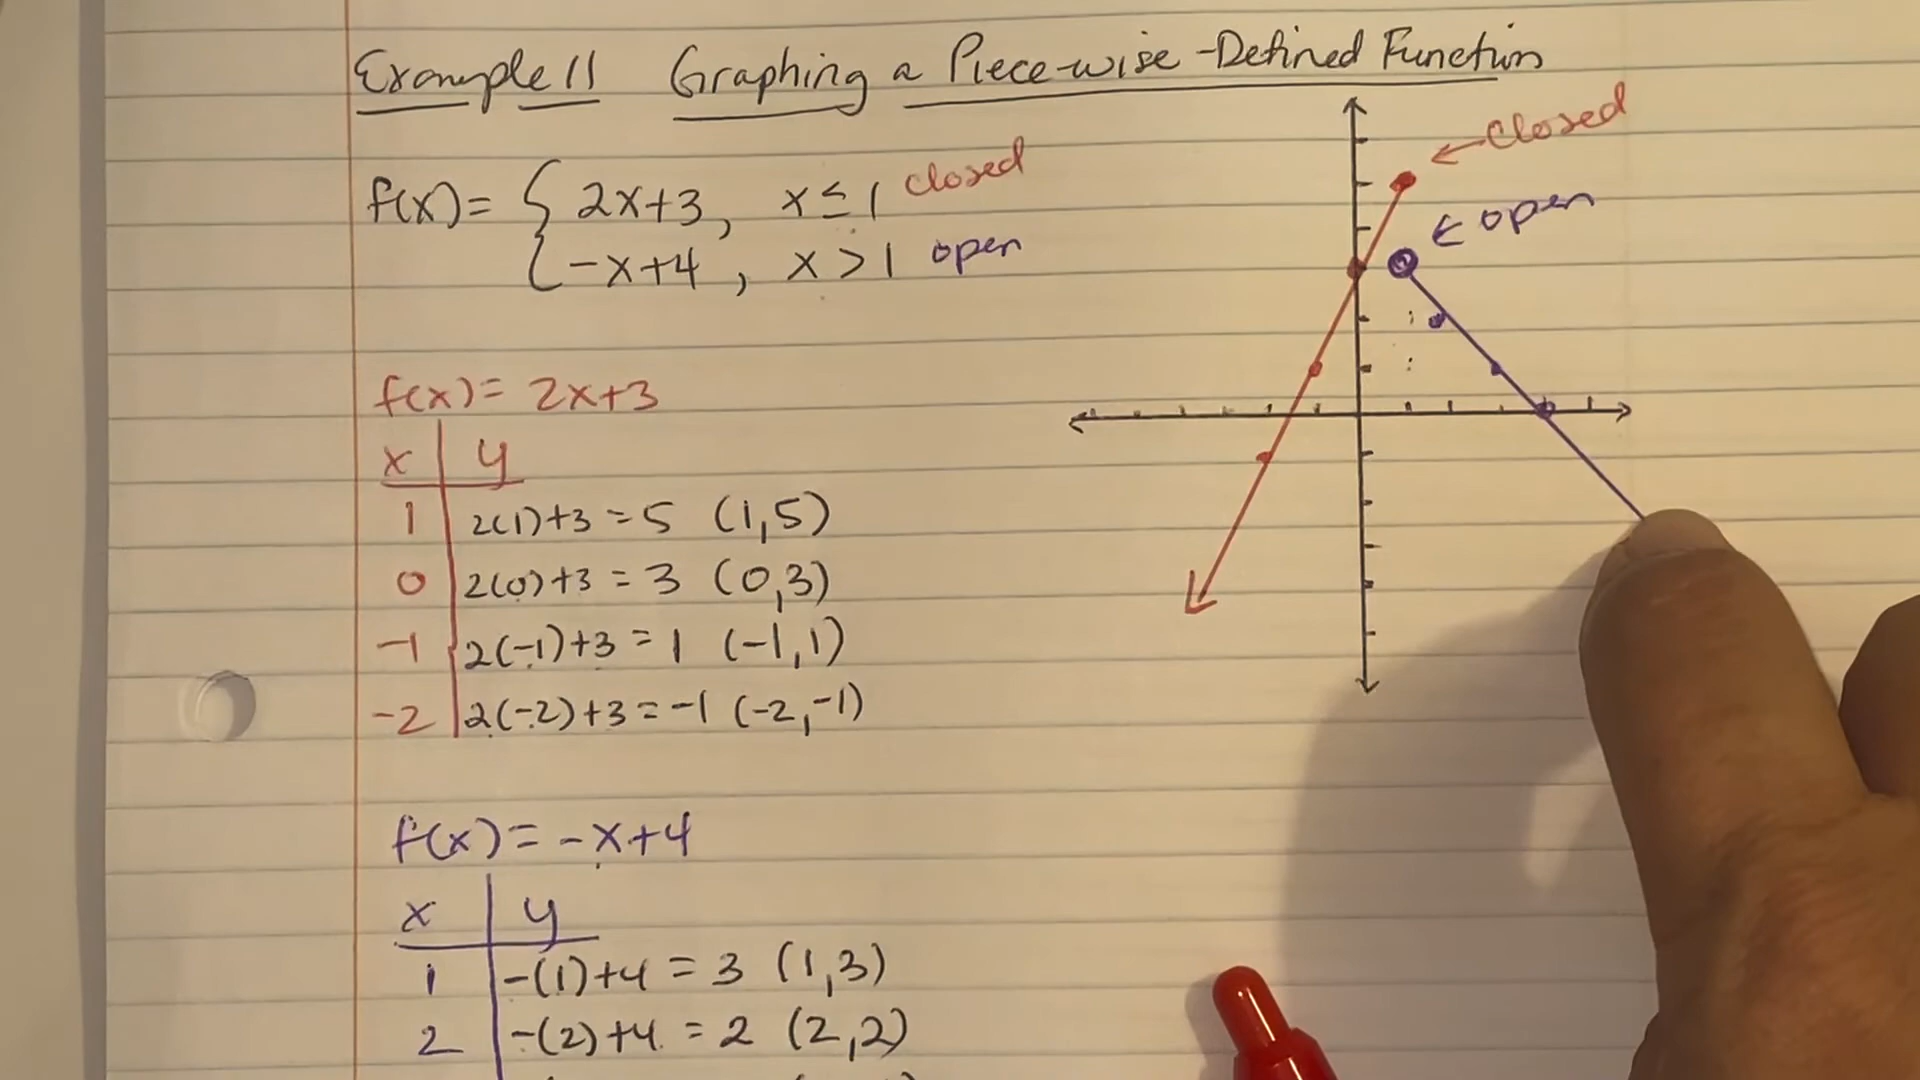 Example 11 Graphing a Piece-wise-Defined Function
f(x)= { 2x+3, x ≤ 1 closed
-x+4, x > 1 open
← closed
← open
f(x)= 2x+3
x y
1 2(1)+3 = 5 (1,5)
0 2(0)+3 = 3 (0,3)
-1 2(-1)+3 = 1 (-1,1)
-2 2(-2)+3 = -1 (-2,-1)
f(x) = -x+4
x y
1 -(1)+4 = 3 (1,3)
2 -(2)+4 = 2 (2,2)